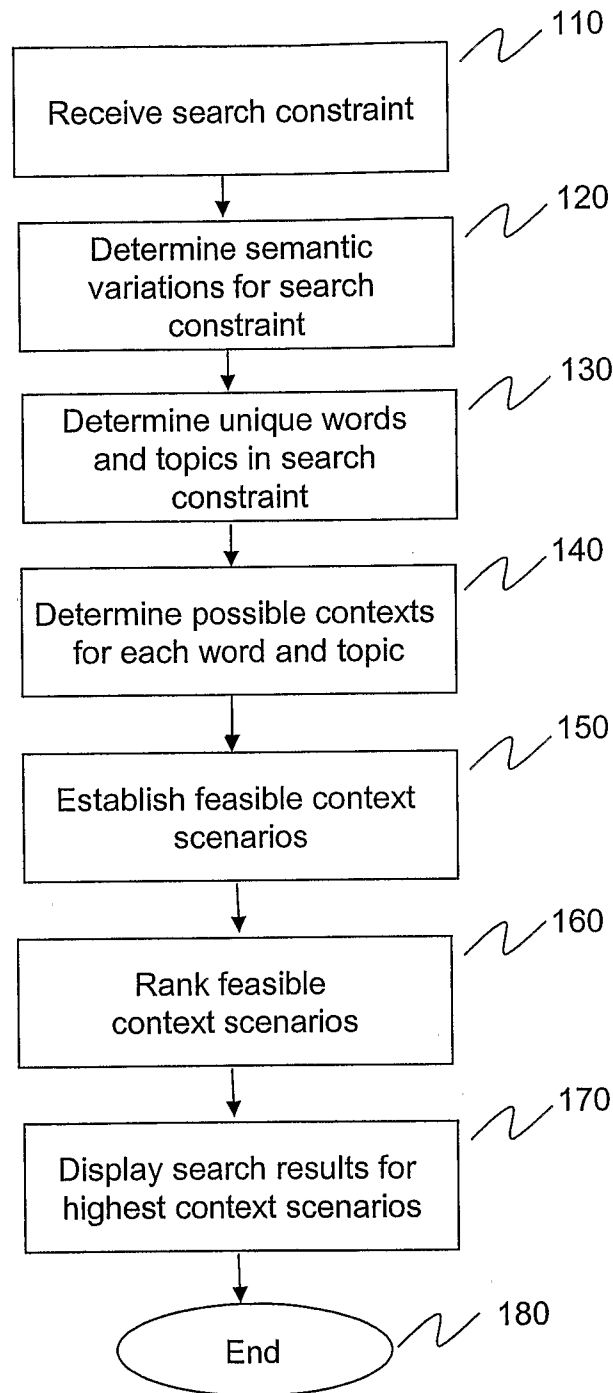 110
Receive search constraint
120
Determine semantic
variations for search
constraint
130
Determine unique words
and topics in search
constraint
140
Determine possible contexts
for each word and topic
150
Establish feasible context
scenarios
160
Rank feasible
context scenarios
170
Display search results for
highest context scenarios
180
End